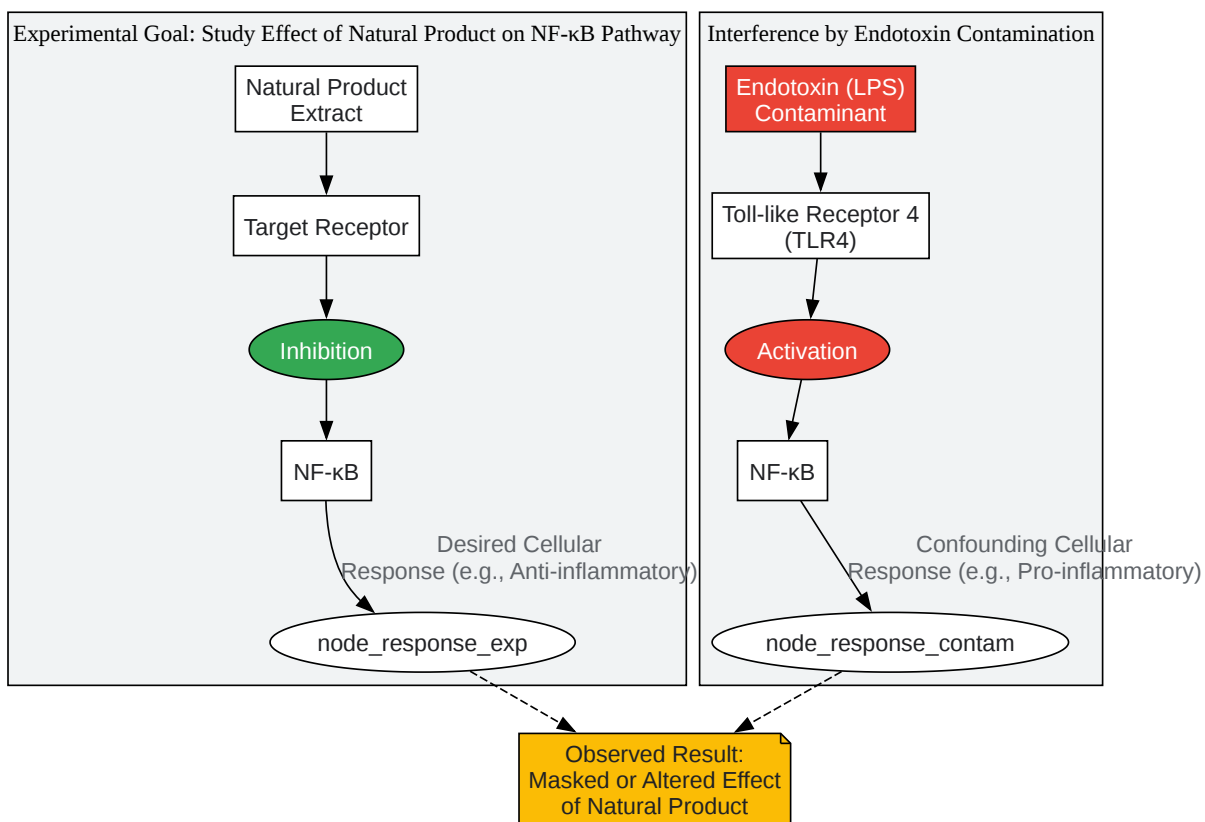 Experimental Goal: Study Effect of Natural Product on NF-κB Pathway
Natural Product
Extract
Target Receptor
Inhibition
NF-κB
Desired Cellular
Response (e.g., Anti-inflammatory)
node_response_exp
Interference by Endotoxin Contamination
Endotoxin (LPS)
Contaminant
Toll-like Receptor 4
(TLR4)
Activation
NF-κB
Confounding Cellular
Response (e.g., Pro-inflammatory)
node_response_contam
Observed Result:
Masked or Altered Effect
of Natural Product